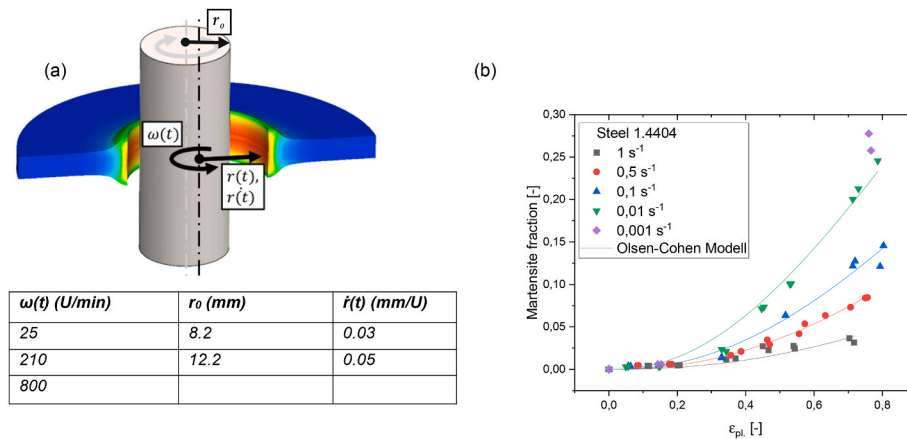 (a)
r₀
ω(t)
r(t),
ṙ(t)
ω(t) (U/min) r₀ (mm) ṙ(t) (mm/U)
25 8.2 0.03
210 12.2 0.05
800
(b)
Martensite fraction [-]
0,30
0,25
0,20
0,15
0,10
0,05
0,00
Steel 1.4404
1 s⁻¹
0,5 s⁻¹
0,1 s⁻¹
0,01 s⁻¹
0,001 s⁻¹
Olsen-Cohen Modell
0,0 0,2 0,4 0,6 0,8
εpl. [-]